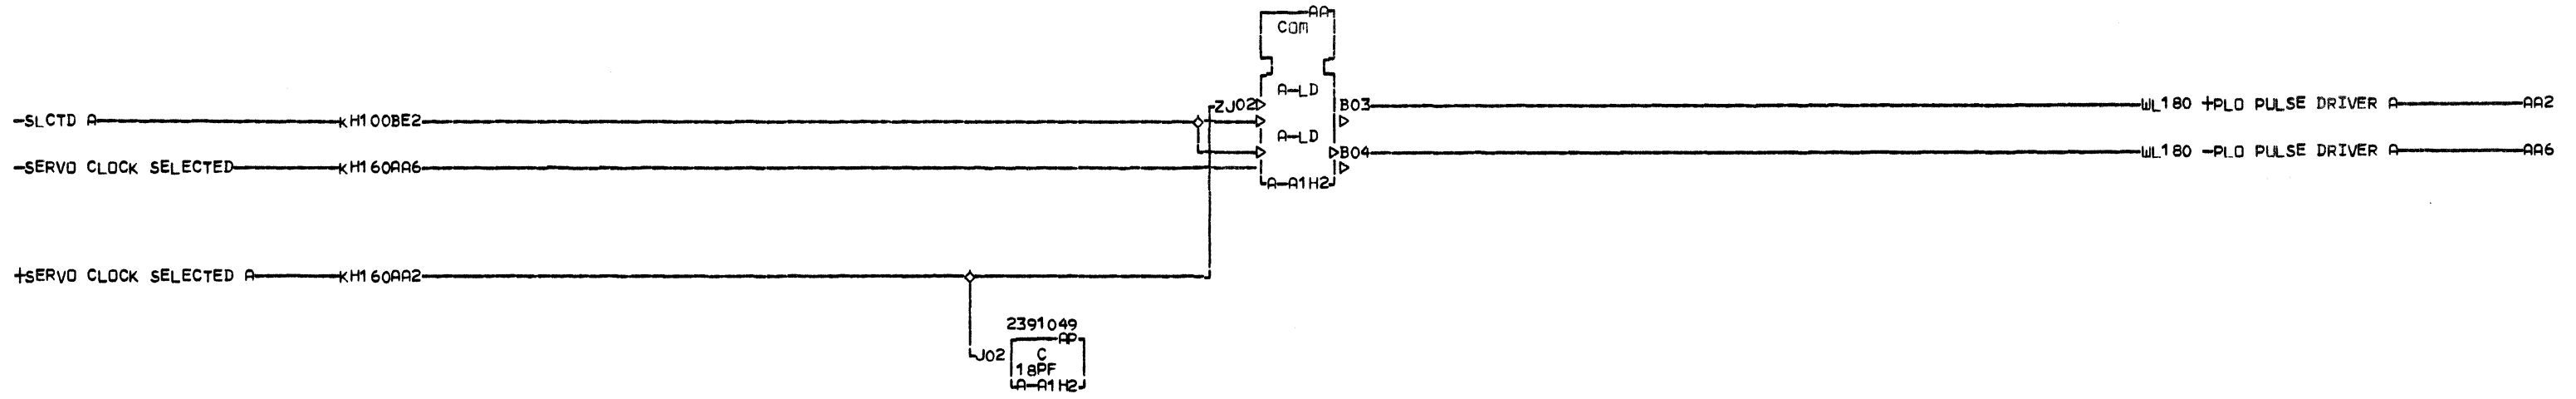 AA
COM
A-LD
ZJ02 B03 WL180 +PLO PULSE DRIVER A AA2
-SLCTD A KH100BE2
A-LD
B04 WL180 -PLO PULSE DRIVER A AA6
-SERVO CLOCK SELECTED KH160AA6
A-A1H2
+SERVO CLOCK SELECTED A KH160AA2
2391049
AP
J02 C
18PF
A-A1H2